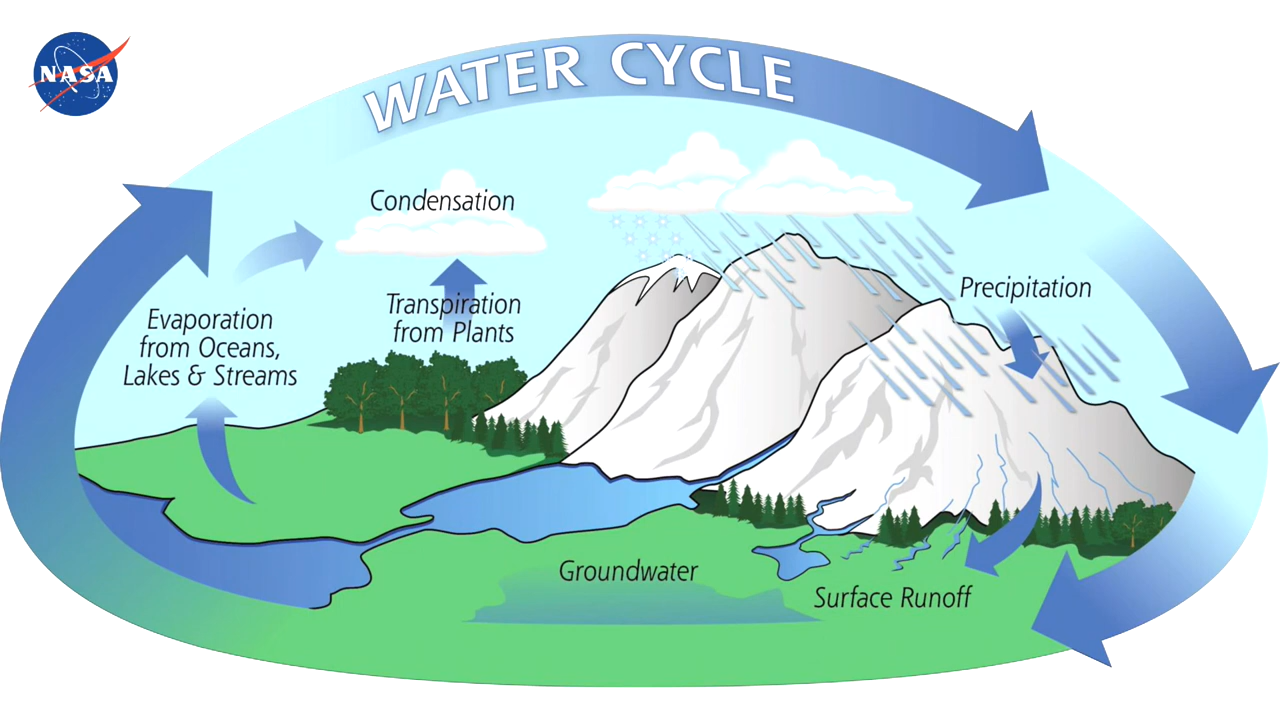 NASA
WATER CYCLE
Condensation
Precipitation
Transpiration
from Plants
Evaporation
from Oceans,
Lakes & Streams
Groundwater
Surface Runoff